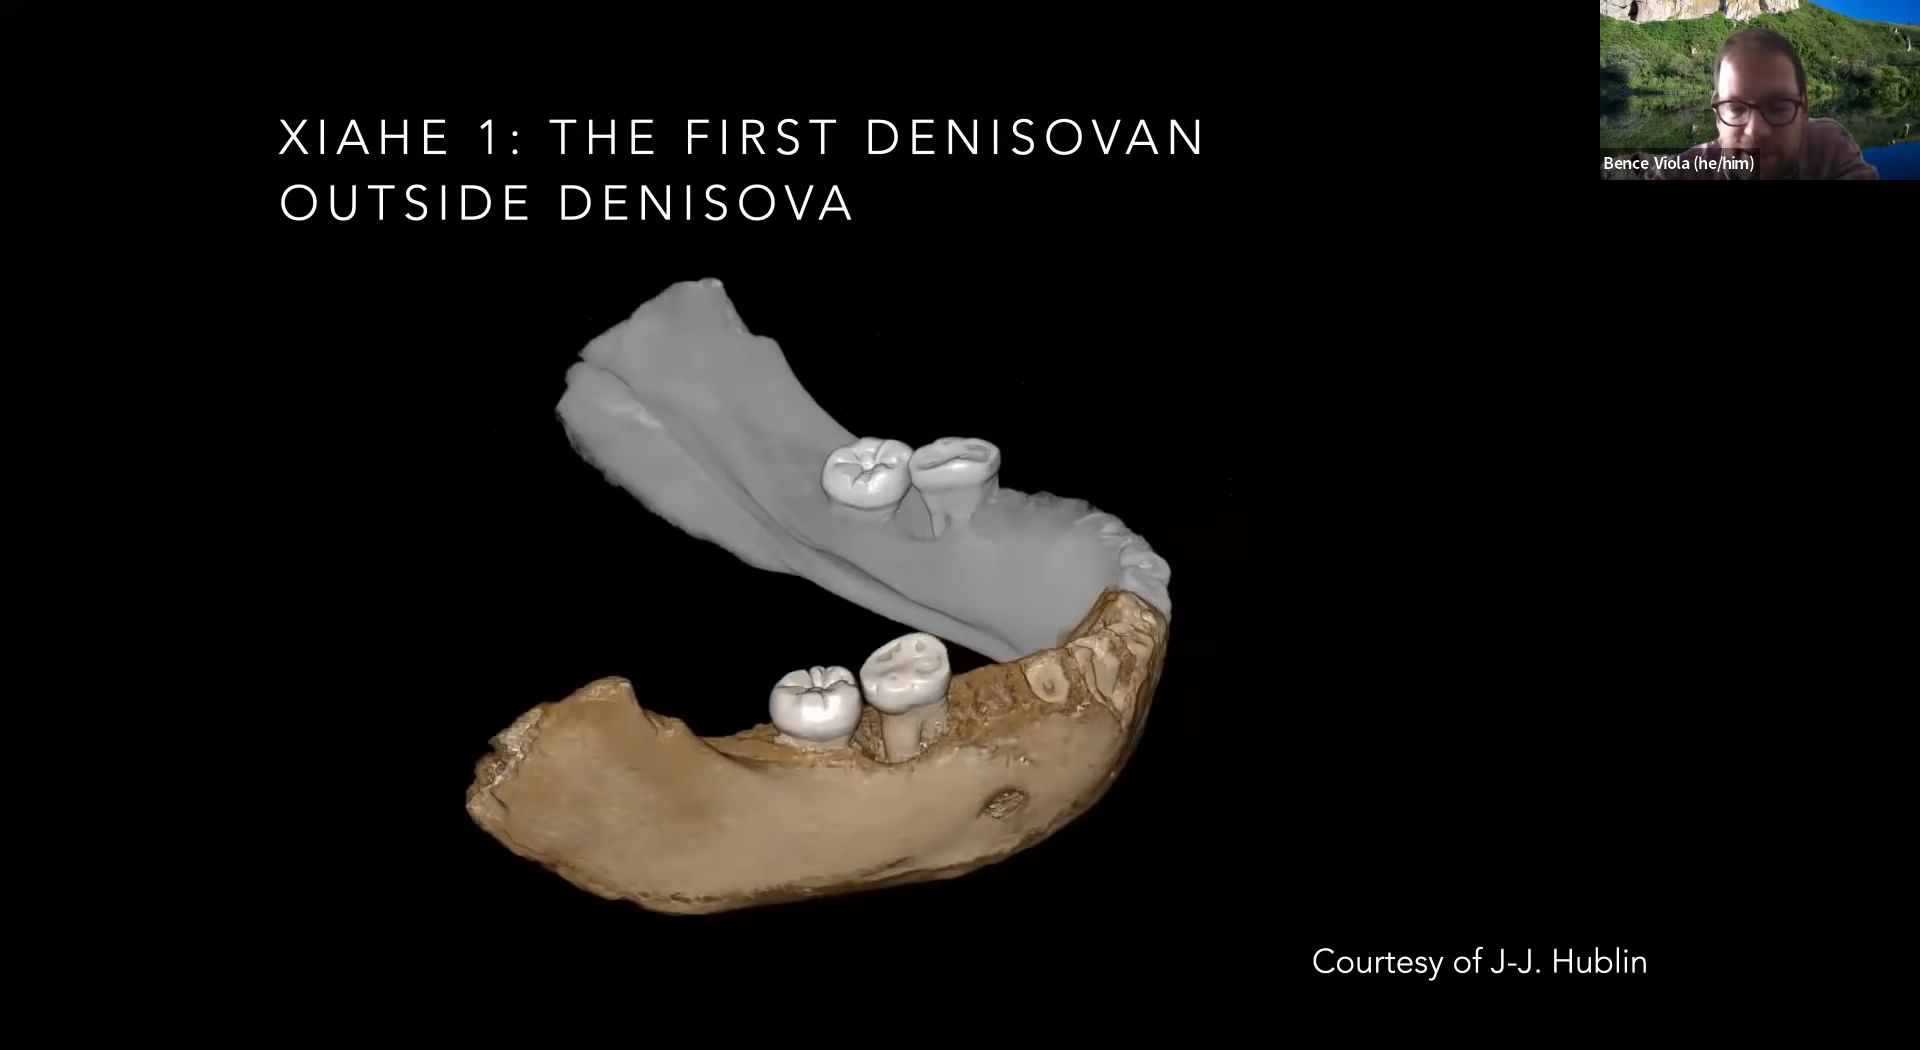 XIAHE 1: THE FIRST DENISOVAN
OUTSIDE DENISOVA
Bence Viola (he/him)
Courtesy of J-J. Hublin